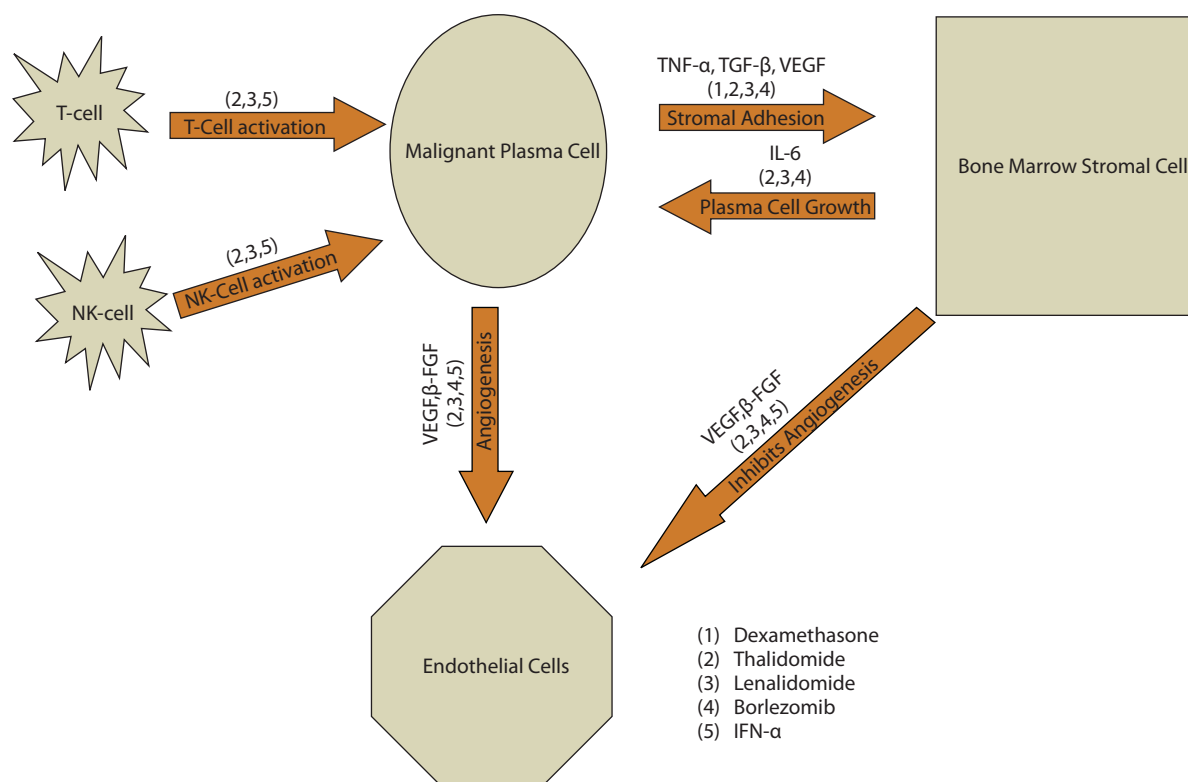 T-cell
(2,3,5)
T-Cell activation
Malignant Plasma Cell
TNF-α, TGF-β, VEGF
(1,2,3,4)
Stromal Adhesion
IL-6
(2,3,4)
Plasma Cell Growth
Bone Marrow Stromal Cell
NK-cell
(2,3,5)
NK-Cell activation
VEGF,β-FGF
(2,3,4,5)
Angiogenesis
VEGF,β-FGF
(2,3,4,5)
Inhibits Angiogenesis
Endothelial Cells
(1) Dexamethasone
(2) Thalidomide
(3) Lenalidomide
(4) Borlezomib
(5) IFN-α